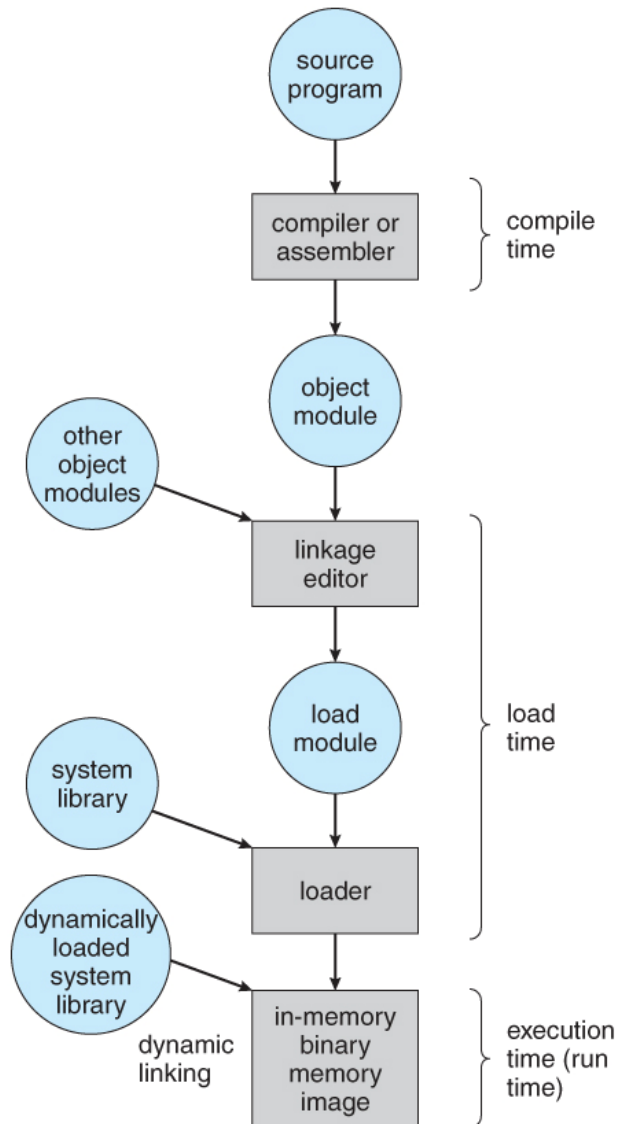 source
program
compiler or
assembler
compile
time
object
module
other
object
modules
linkage
editor
load
module
load
time
system
library
loader
dynamically
loaded
system
library
dynamic
linking
in-memory
binary
memory
image
execution
time (run
time)